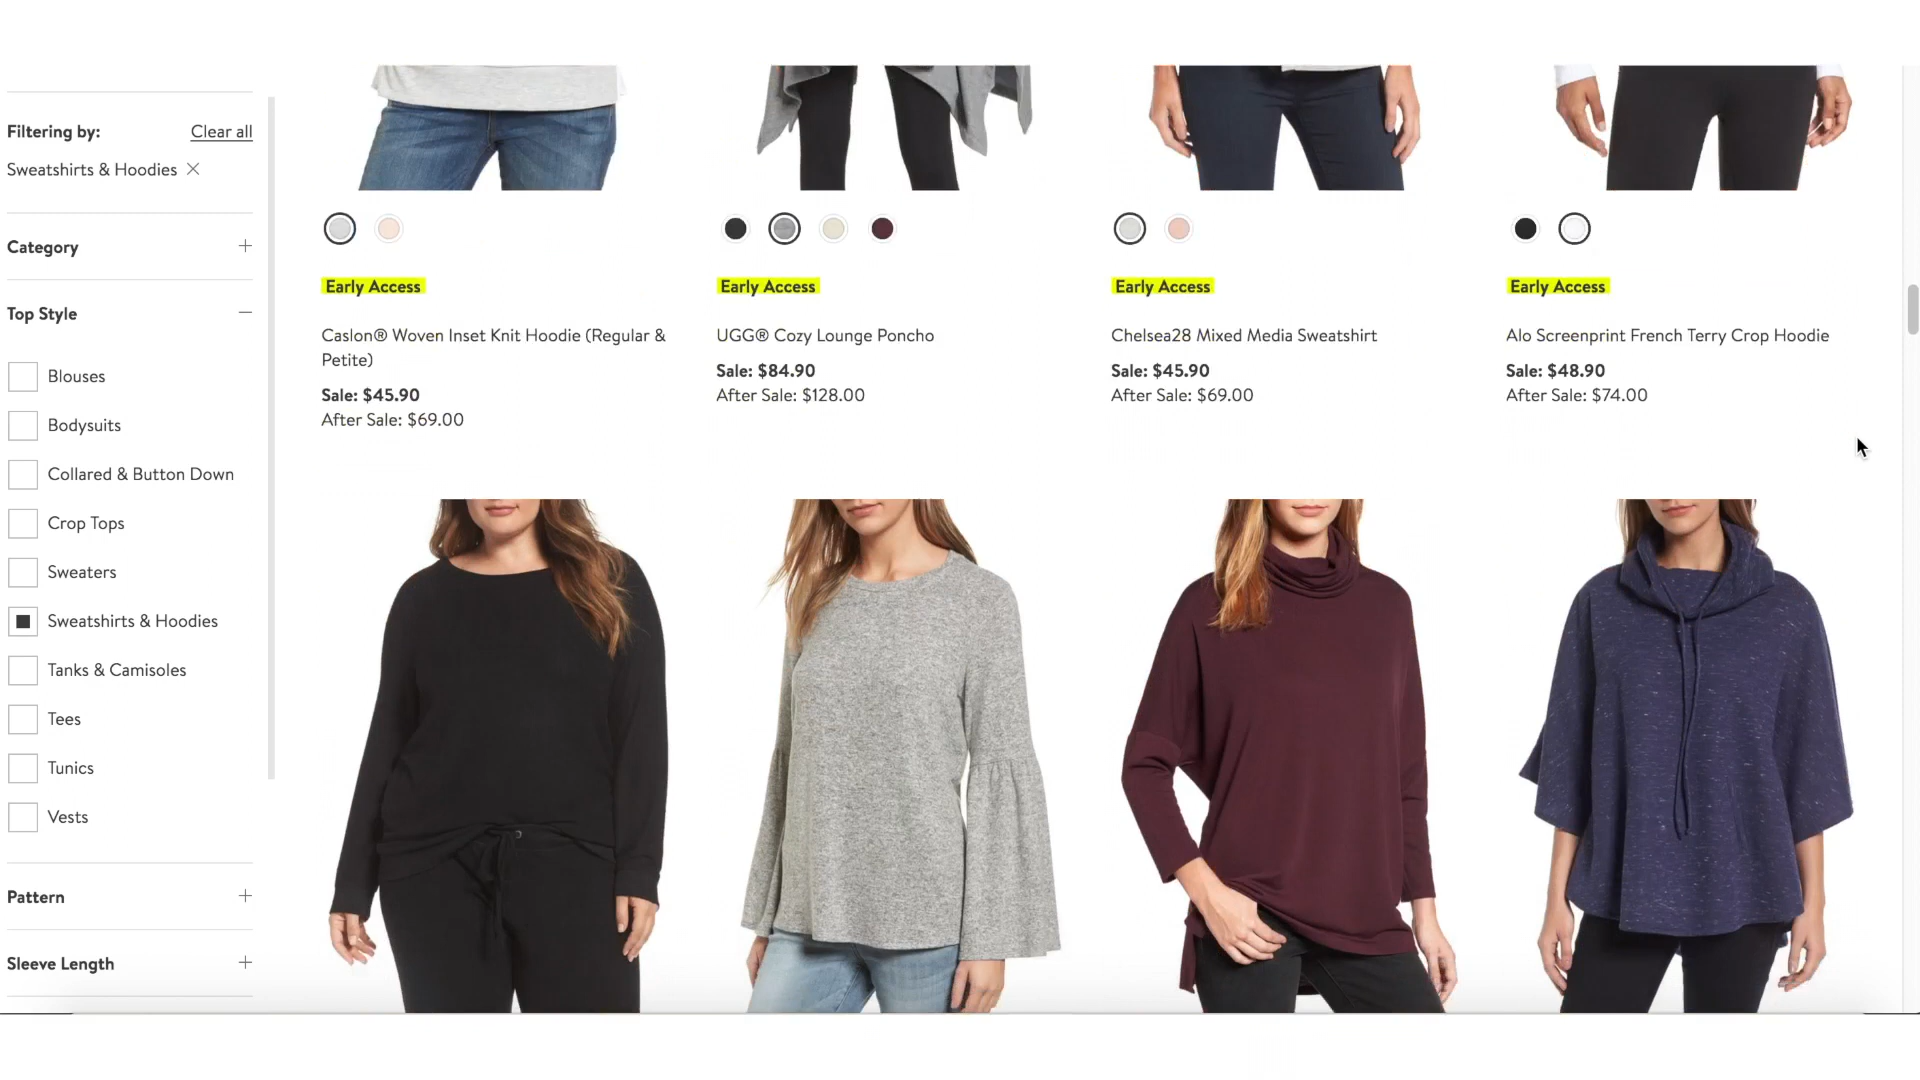 Filtering by:
Clear all
Sweatshirts & Hoodies
Category
Top Style
Blouses
Bodysuits
Collared & Button Down
Crop Tops
Sweaters
Sweatshirts & Hoodies
Tanks & Camisoles
Tees
Tunics
Vests
Pattern
Sleeve Length
Early Access
Caslon® Woven Inset Knit Hoodie (Regular &
Petite)
Sale: $45.90
After Sale: $69.00
Early Access
UGG® Cozy Lounge Poncho
Sale: $84.90
After Sale: $128.00
Early Access
Chelsea28 Mixed Media Sweatshirt
Sale: $45.90
After Sale: $69.00
Early Access
Alo Screenprint French Terry Crop Hoodie
Sale: $48.90
After Sale: $74.00